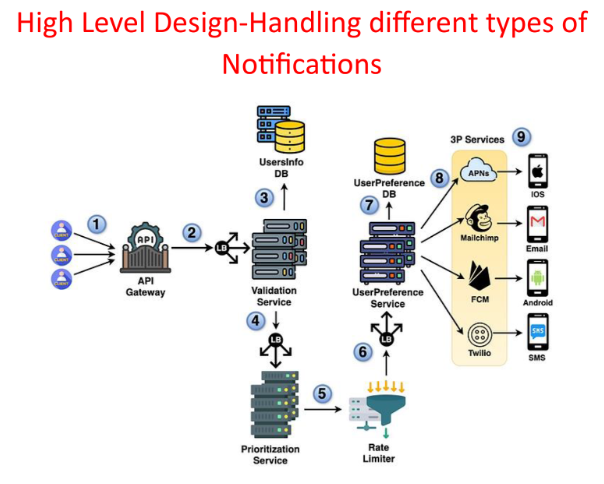 High Level Design-Handling different types of
Notifications
UsersInfo
DB
3
1
CLIENT
CLIENT
CLIENT
API
API
Gateway
2
LB
Validation
Service
4
LB
Prioritization
Service
5
Rate
Limiter
6
LB
UserPreference
Service
7
UserPreference
DB
8
3P Services
9
APNs
iOS
Mailchimp
Email
FCM
Android
Twilio
SMS
SMS